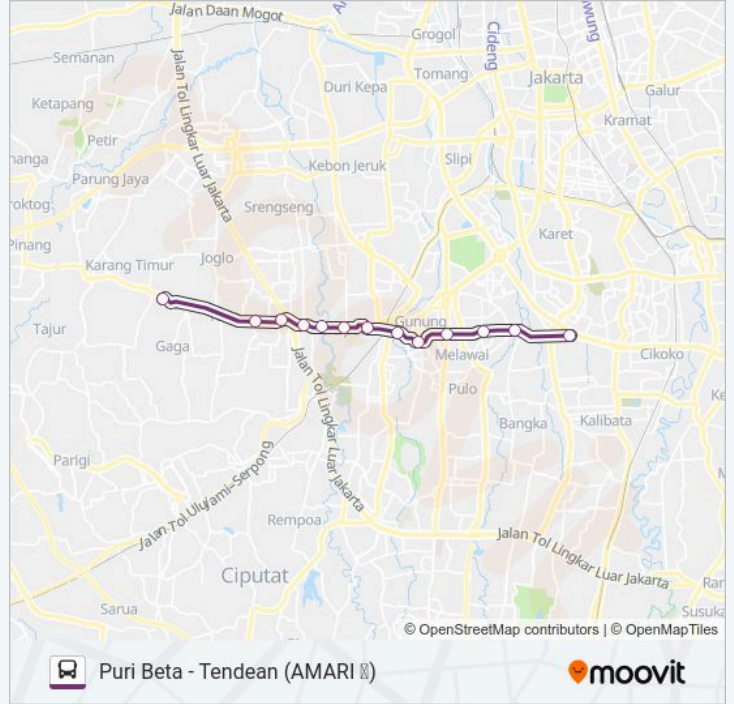 Jalan Daan Mogot
Grogol
Cideng
Semanan
Tomang
Jakarta
Duri Kepa
Galur
Ketapang
Kramat
Petir
Jalan Tol Lingkar Luar Jakarta
Kebon Jeruk
Slipi
Parung Jaya
Srengseng
Karet
Pinang
Joglo
Karang Timur
Gunung
Tajur
Gaga
Melawai
Cikoko
Jalan Tol Lingkar Luar Jakarta
Pulo
Bangka
Kalibata
Parigi
Jalan Tol Ulujami-Serpong
Rempoa
Jalan Tol Lingkar Luar Jakarta
Ciputat
Sarua
© OpenStreetMap contributors | © OpenMapTiles
Puri Beta - Tendean (AMARI)
moovit